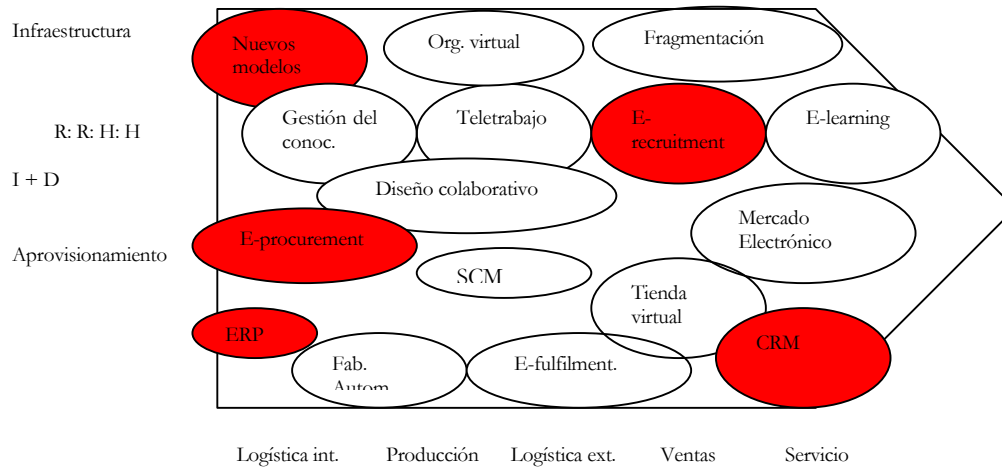 Infraestructura
Nuevos
modelos
Org. virtual
Fragmentación
R: R: H: H
Gestión del
conoc.
Teletrabajo
E-
recruitment
E-learning
I + D
Diseño colaborativo
Mercado
Electrónico
Aprovisionamiento
E-procurement
SCM
Tienda
virtual
ERP
Fab.
Autom
E-fulfilment.
CRM
Logística int.
Producción
Logística ext.
Ventas
Servicio